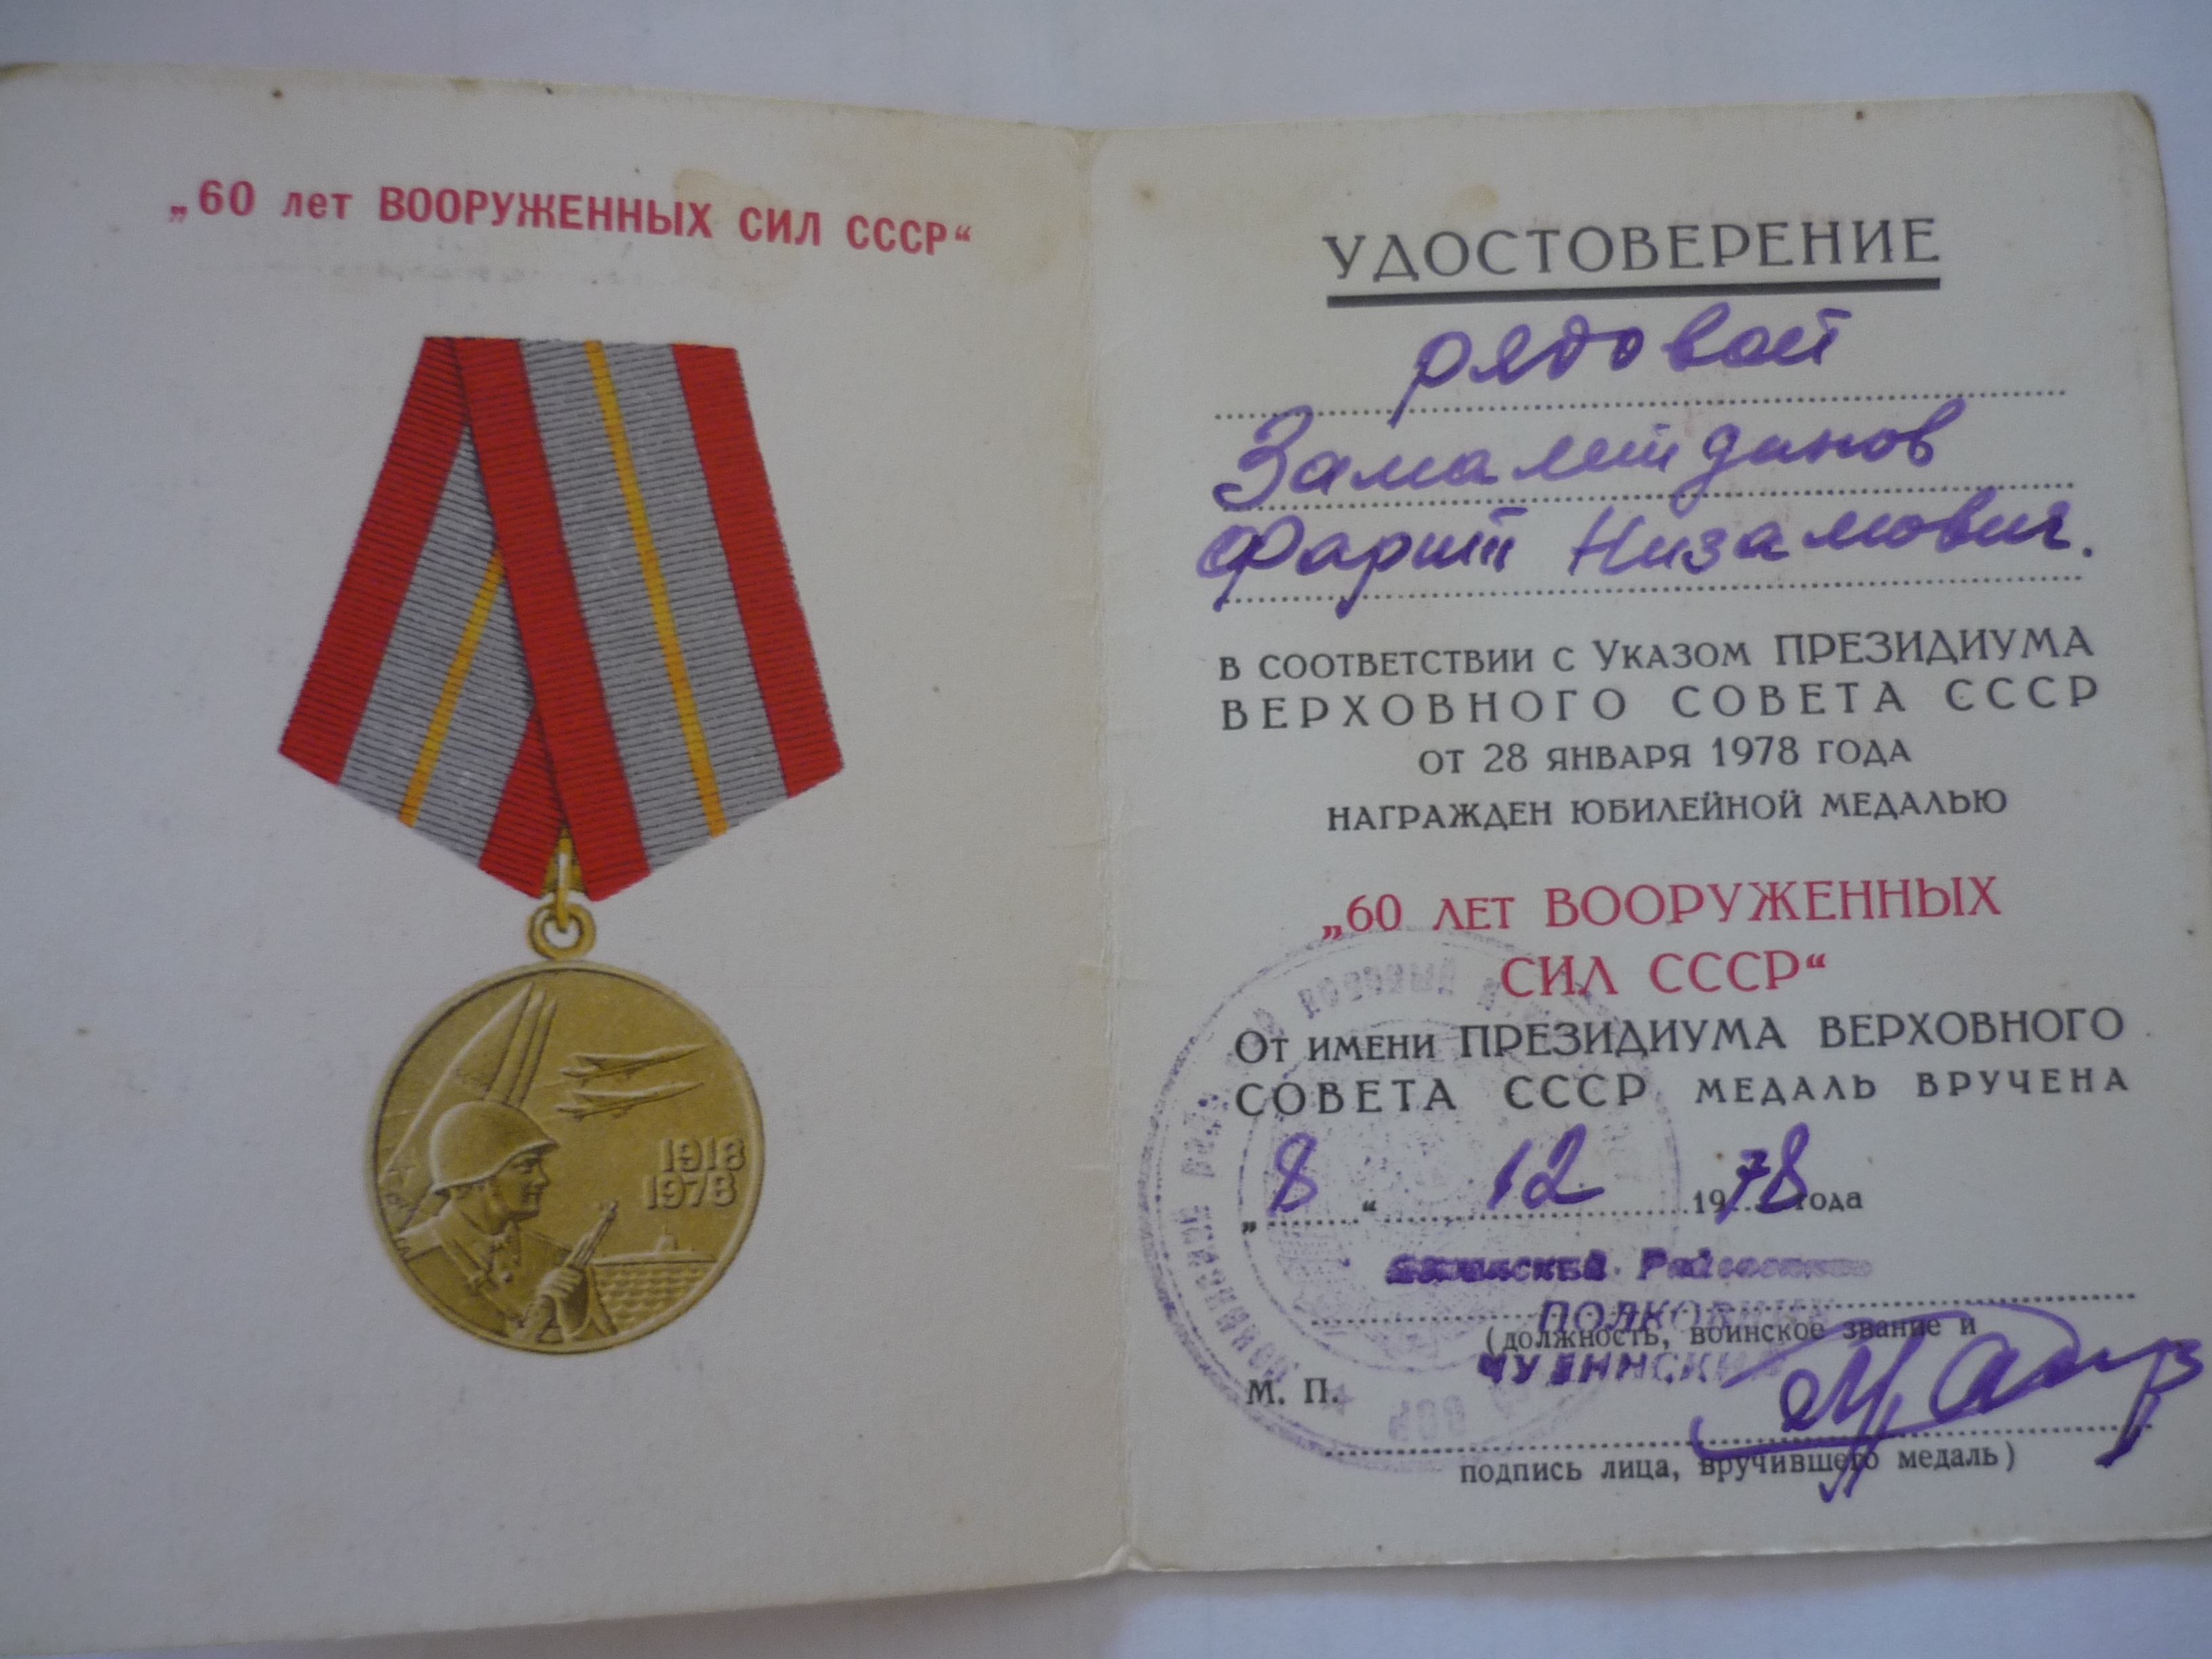 „60 лет ВООРУЖЕННЫХ СИЛ СССР“
1918
1978
УДОСТОВЕРЕНИЕ
рядовой
Замалетдинов
Фарит Низамович.
В СООТВЕТСТВИИ С УКАЗОМ ПРЕЗИДИУМА
ВЕРХОВНОГО СОВЕТА СССР
ОТ 28 ЯНВАРЯ 1978 ГОДА
НАГРАЖДЕН ЮБИЛЕЙНОЙ МЕДАЛЬЮ
„60 ЛЕТ ВООРУЖЕННЫХ
СИЛ СССР“
ОТ ИМЕНИ ПРЕЗИДИУМА ВЕРХОВНОГО
СОВЕТА СССР МЕДАЛЬ ВРУЧЕНА
„8“ 12 1978 года
ПОЛКОВНИК
(должность, воинское звание и
М. П.
подпись лица, вручившего медаль)